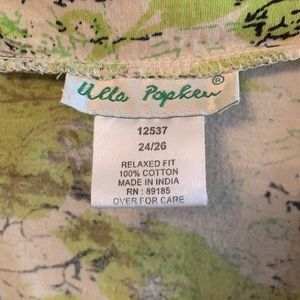 Ulla Popken®
12537
24/26
RELAXED FIT
100% COTTON
MADE IN INDIA
RN : 89185
OVER FOR CARE